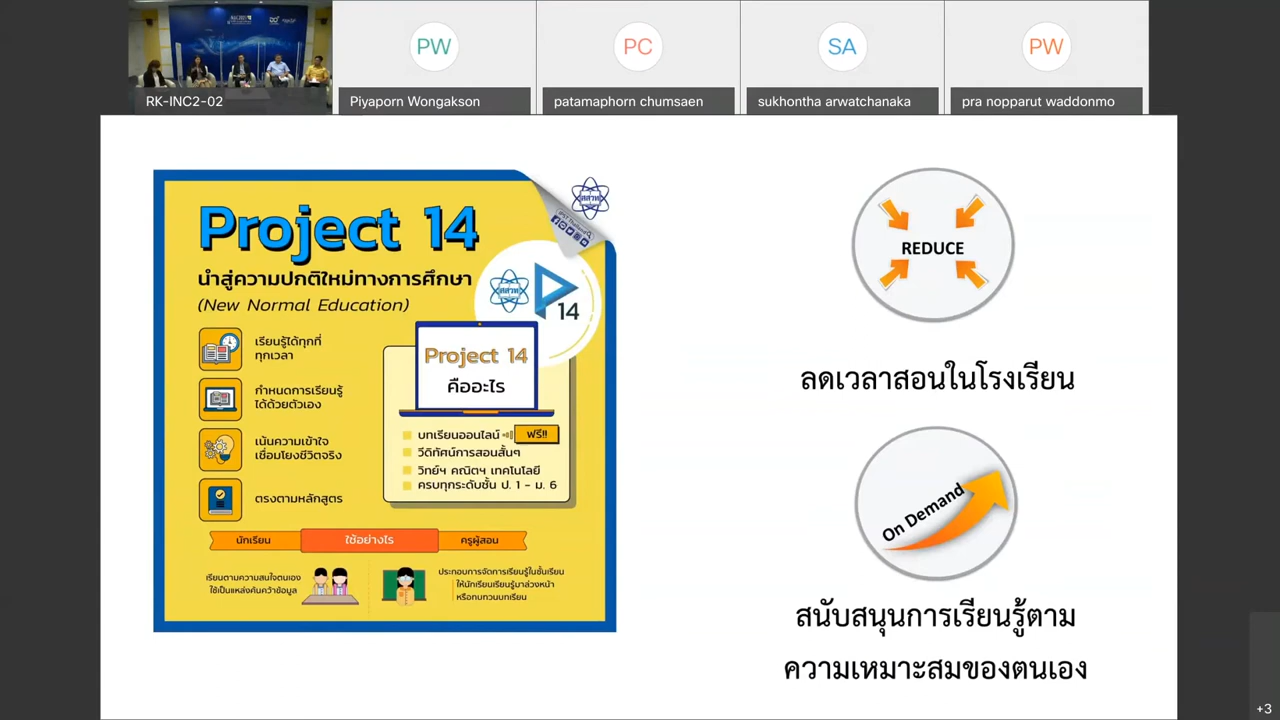 RK-INC2-02
PW
Piyaporn Wongakson
PC
patamaphorn chumsaen
SA
sukhontha arwatchanaka
PW
pra nopparut waddonmo
Project 14
นำสู่ความปกติใหม่ทางการศึกษา
(New Normal Education)
สสวท
สสวท
14
เรียนรู้ได้ทุกที่
ทุกเวลา
กำหนดการเรียนรู้
ได้ด้วยตัวเอง
เน้นความเข้าใจ
เชื่อมโยงชีวิตจริง
ตรงตามหลักสูตร
Project 14
คืออะไร
บทเรียนออนไลน์ ฟรี!!
วีดิทัศน์การสอนสั้นๆ
วิทย์ฯ คณิตฯ เทคโนโลยี
ครบทุกระดับชั้น ป. 1 - ม. 6
นักเรียน ใช้อย่างไร ครูผู้สอน
เรียนตามความสนใจตนเอง
ใช้เป็นแหล่งค้นคว้าข้อมูล
ประกอบการจัดการเรียนรู้ในชั้นเรียน
ให้นักเรียนเรียนรู้มาล่วงหน้า
หรือทบทวนบทเรียน
REDUCE
ลดเวลาสอนในโรงเรียน
On Demand
สนับสนุนการเรียนรู้ตาม
ความเหมาะสมของตนเอง
+3